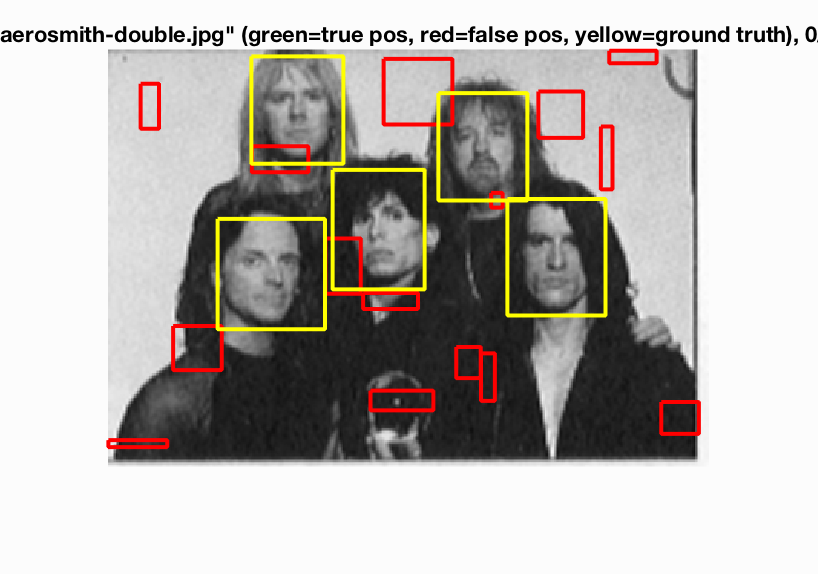 aerosmith-double.jpg" (green=true pos, red=false pos, yellow=ground truth), 0